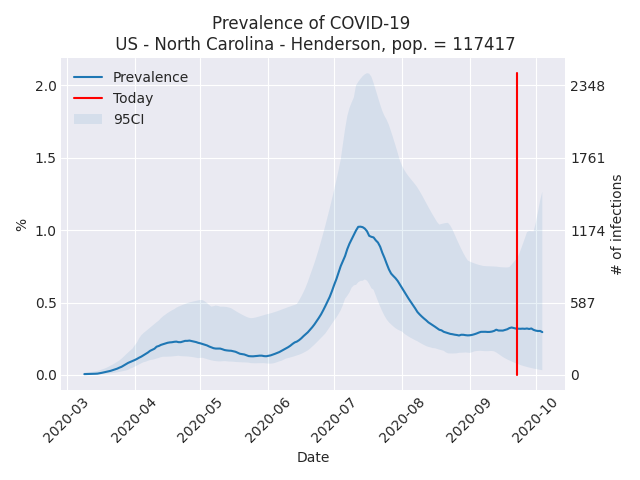 Prevalence of COVID-19
US - North Carolina - Henderson, pop. = 117417
Prevalence
Today
95CI
2.0
1.5
1.0
0.5
0.0
%
2348
1761
1174
587
0
# of infections
2020-03
2020-04
2020-05
2020-06
2020-07
2020-08
2020-09
2020-10
Date